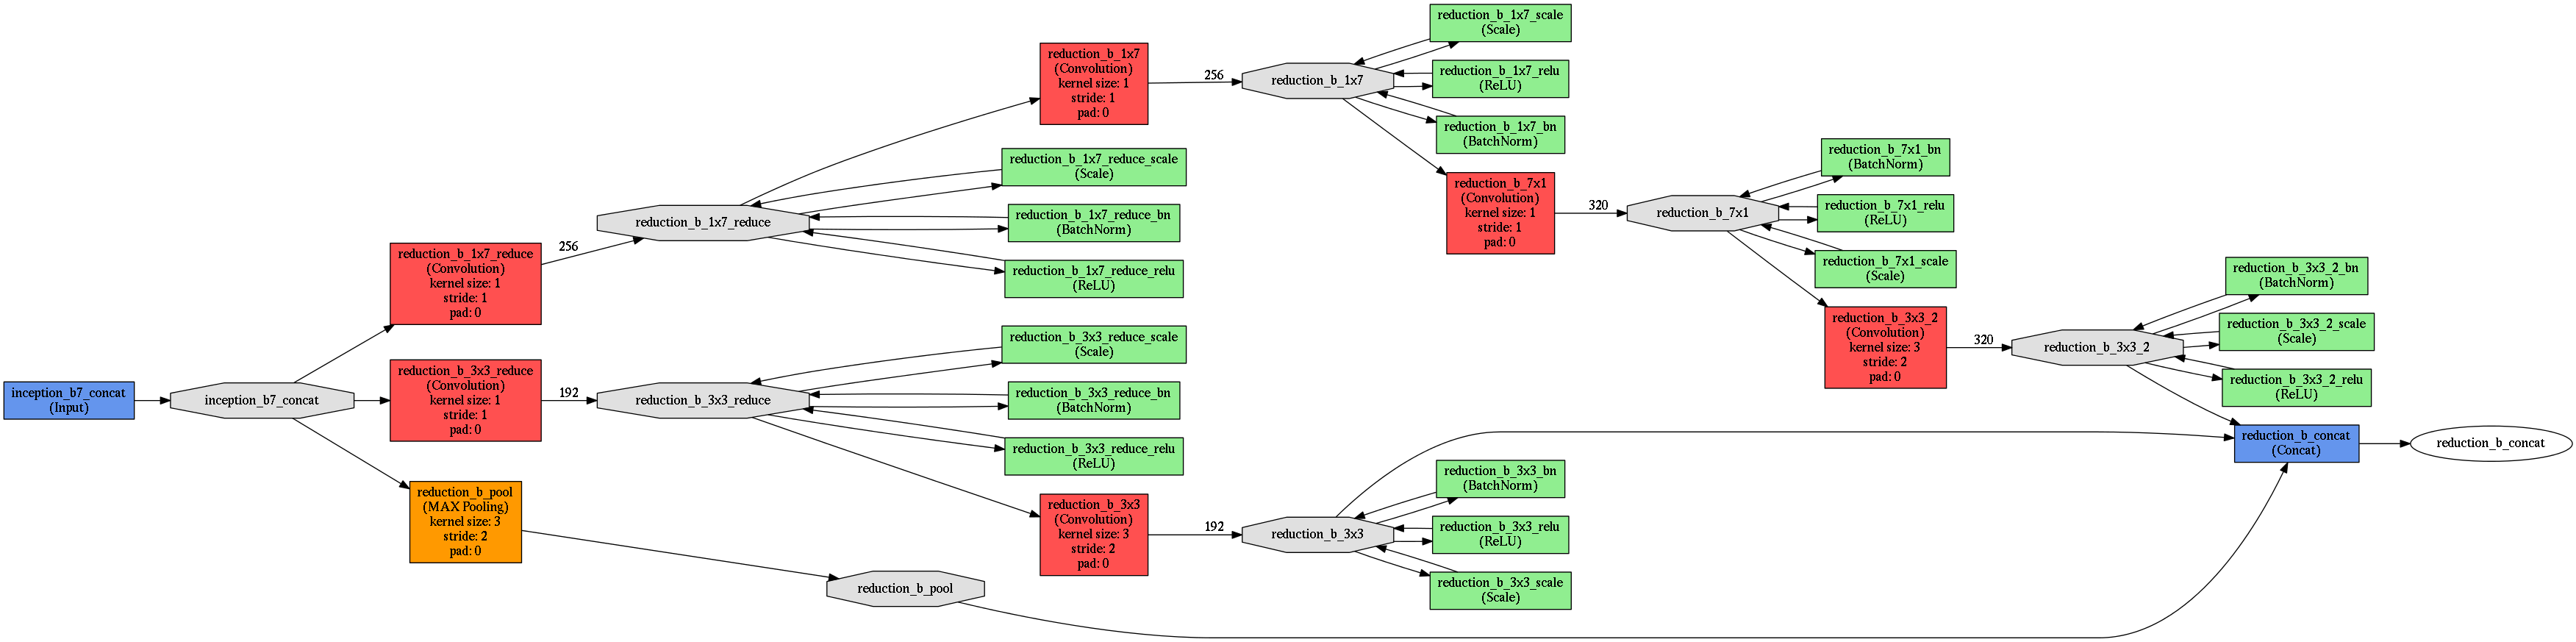 inception_b7_concat
(Input)
inception_b7_concat
reduction_b_1x7_reduce
(Convolution)
kernel size: 1
stride: 1
pad: 0
256
reduction_b_1x7_reduce
reduction_b_1x7
(Convolution)
kernel size: 1
stride: 1
pad: 0
256
reduction_b_1x7
reduction_b_1x7_scale
(Scale)
reduction_b_1x7_relu
(ReLU)
reduction_b_1x7_bn
(BatchNorm)
reduction_b_1x7_reduce_scale
(Scale)
reduction_b_1x7_reduce_bn
(BatchNorm)
reduction_b_1x7_reduce_relu
(ReLU)
reduction_b_7x1
(Convolution)
kernel size: 1
stride: 1
pad: 0
320
reduction_b_7x1
reduction_b_7x1_bn
(BatchNorm)
reduction_b_7x1_relu
(ReLU)
reduction_b_7x1_scale
(Scale)
reduction_b_3x3_2
(Convolution)
kernel size: 3
stride: 2
pad: 0
320
reduction_b_3x3_2
reduction_b_3x3_2_bn
(BatchNorm)
reduction_b_3x3_2_scale
(Scale)
reduction_b_3x3_2_relu
(ReLU)
reduction_b_3x3_reduce
(Convolution)
kernel size: 1
stride: 1
pad: 0
192
reduction_b_3x3_reduce
reduction_b_3x3_reduce_scale
(Scale)
reduction_b_3x3_reduce_bn
(BatchNorm)
reduction_b_3x3_reduce_relu
(ReLU)
reduction_b_3x3
(Convolution)
kernel size: 3
stride: 2
pad: 0
192
reduction_b_3x3
reduction_b_3x3_bn
(BatchNorm)
reduction_b_3x3_relu
(ReLU)
reduction_b_3x3_scale
(Scale)
reduction_b_pool
(MAX Pooling)
kernel size: 3
stride: 2
pad: 0
reduction_b_pool
reduction_b_concat
(Concat)
reduction_b_concat